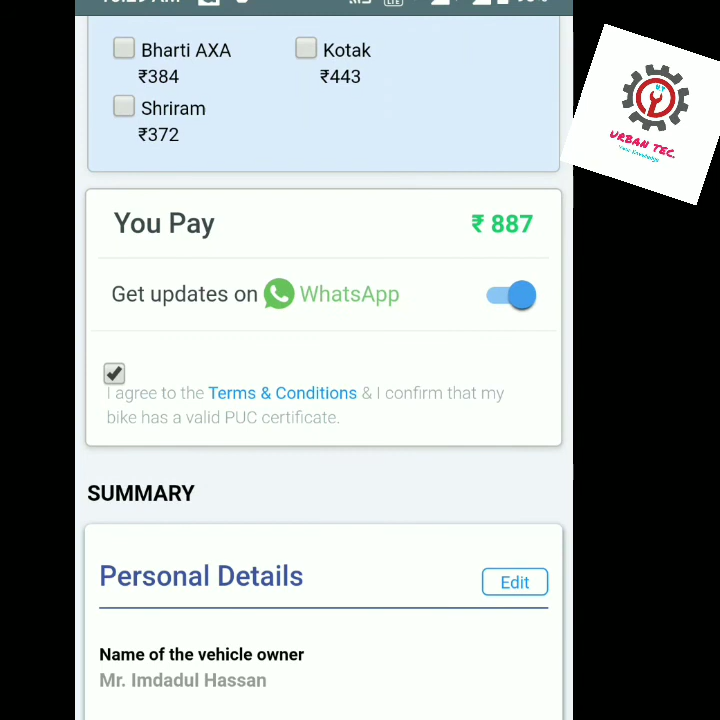 Bharti AXA
₹384
Kotak
₹443
Shriram
₹372
URBAN TEC.
You Pay
₹ 887
Get updates on WhatsApp
I agree to the Terms & Conditions & I confirm that my
bike has a valid PUC certificate.
SUMMARY
Personal Details
Edit
Name of the vehicle owner
Mr. Imdadul Hassan